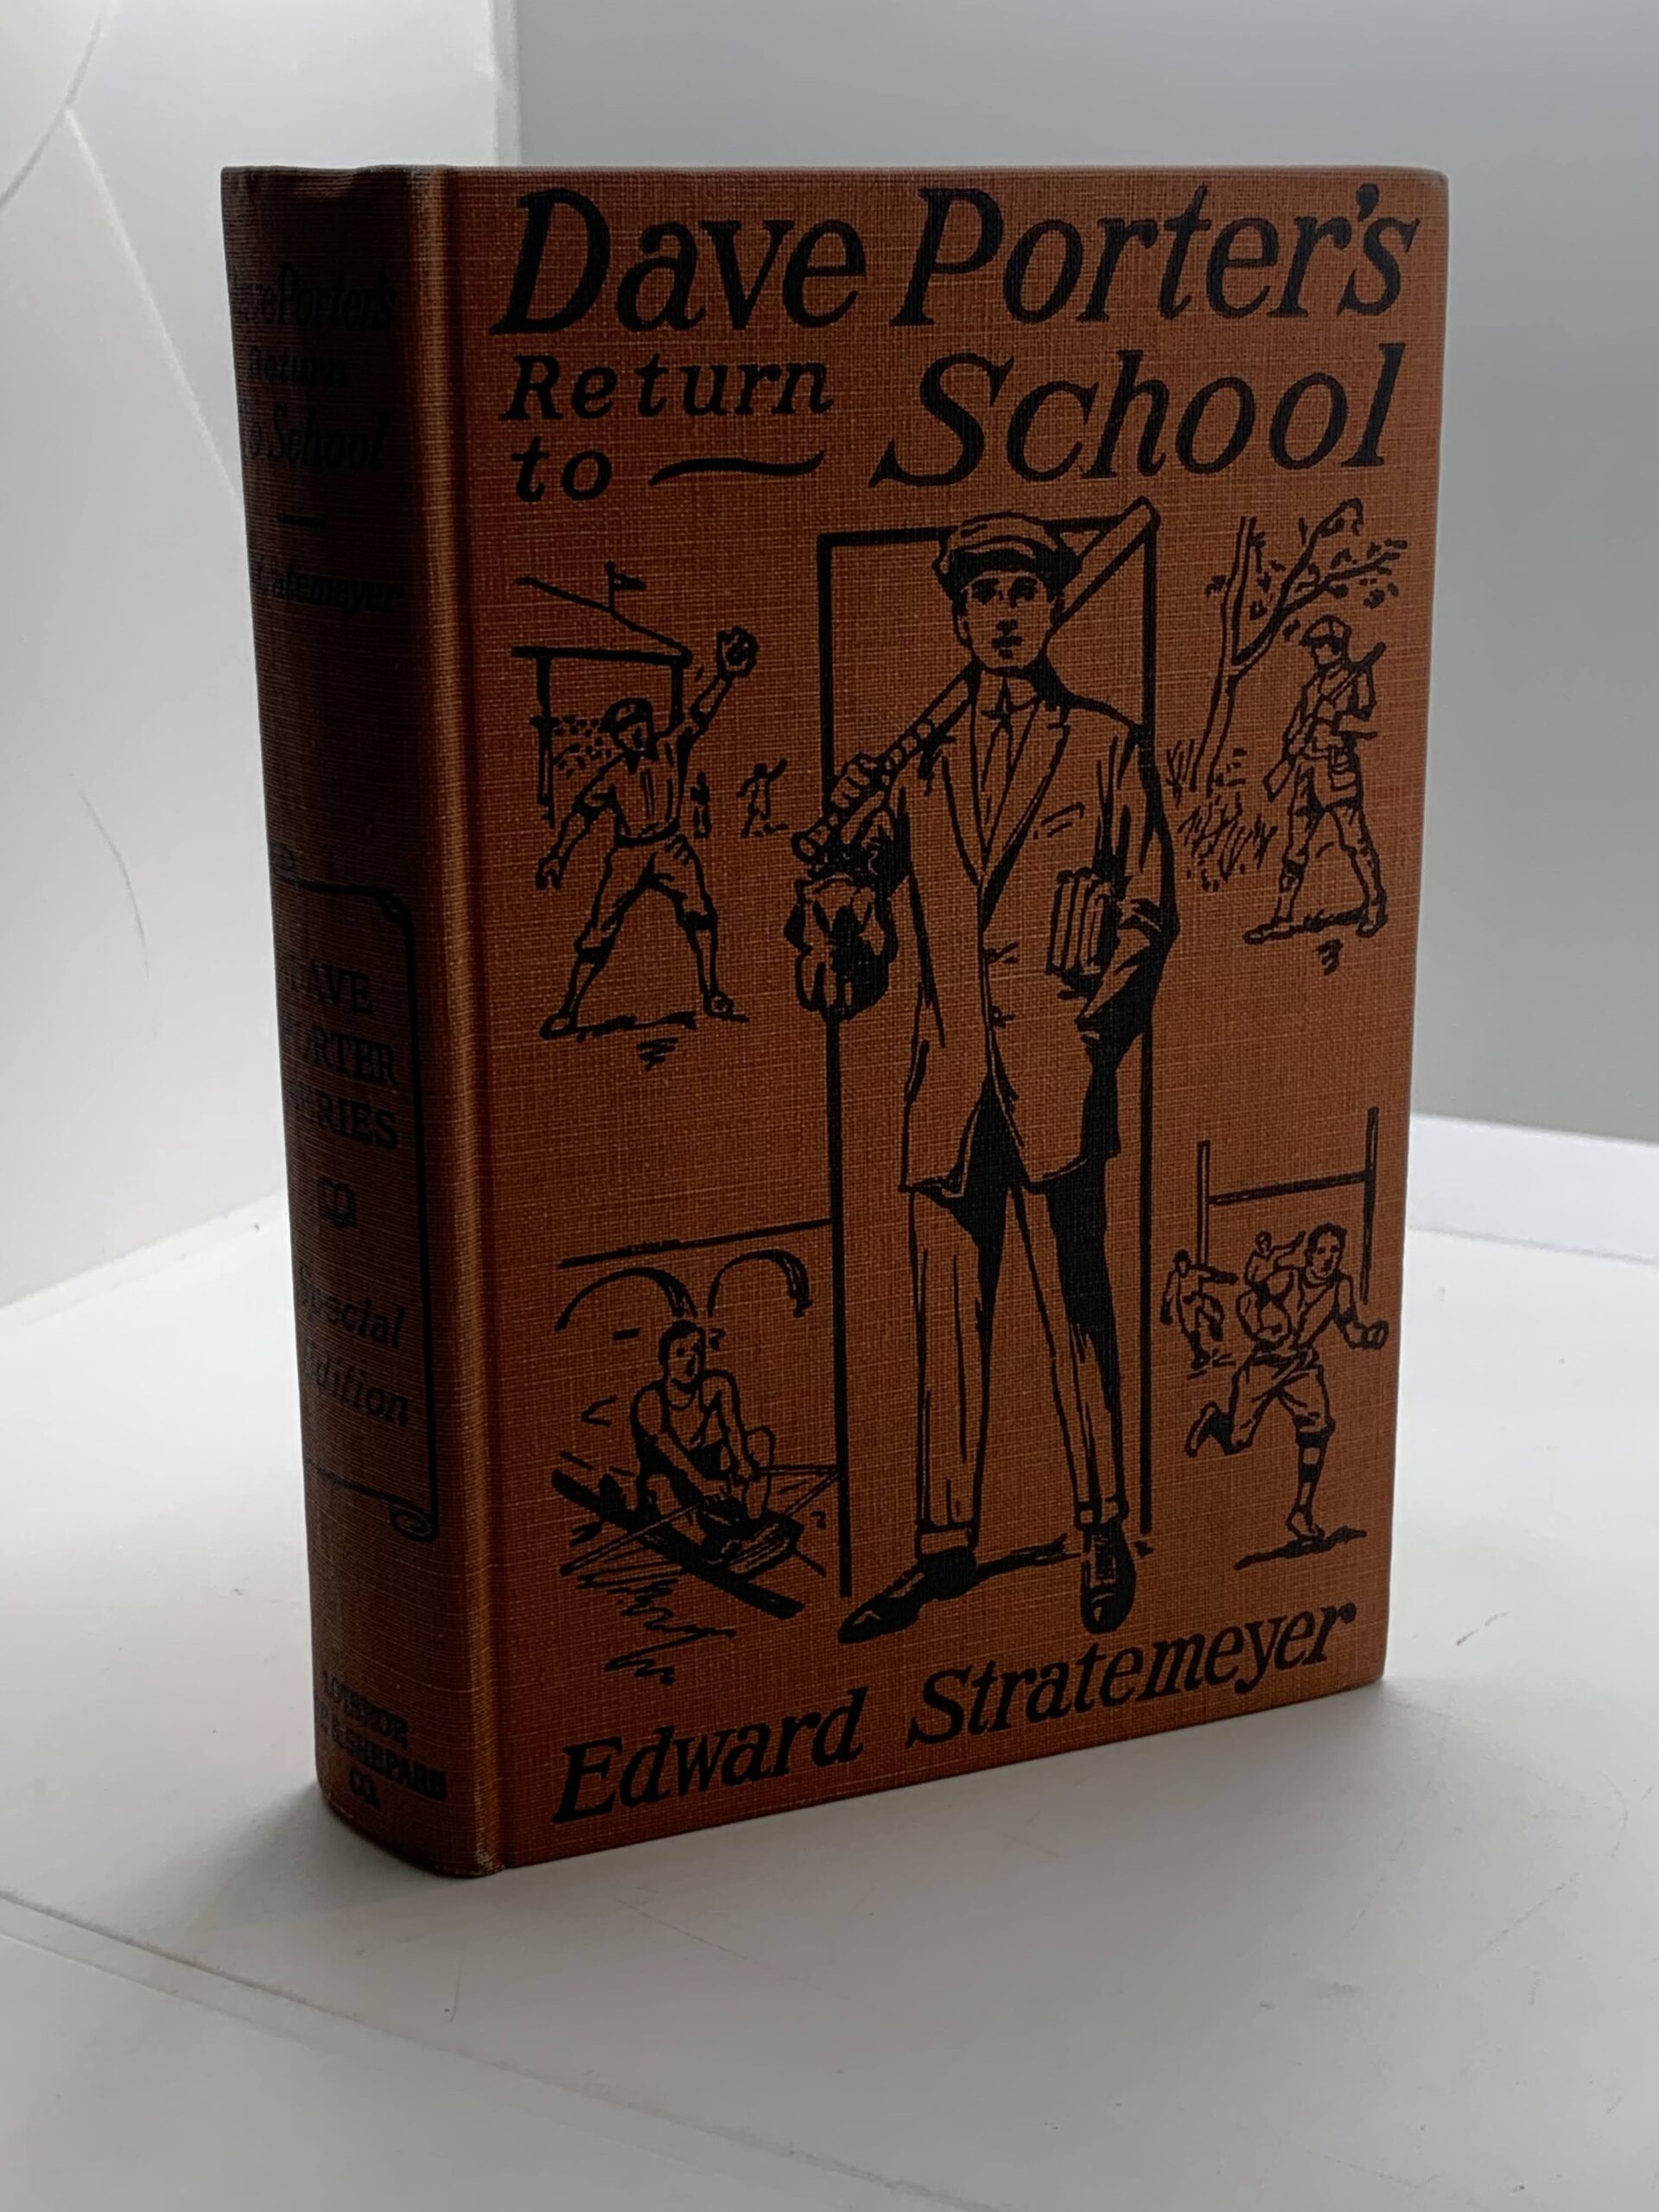 Dave Porter's
Return
to School
Edward Stratemeyer
ave Porter's
Return
to School
Stratemeyer
DAVE
PORTER
SERIES
Special
Edition
LOTHROP,
LEE & SHEPARD
CO.